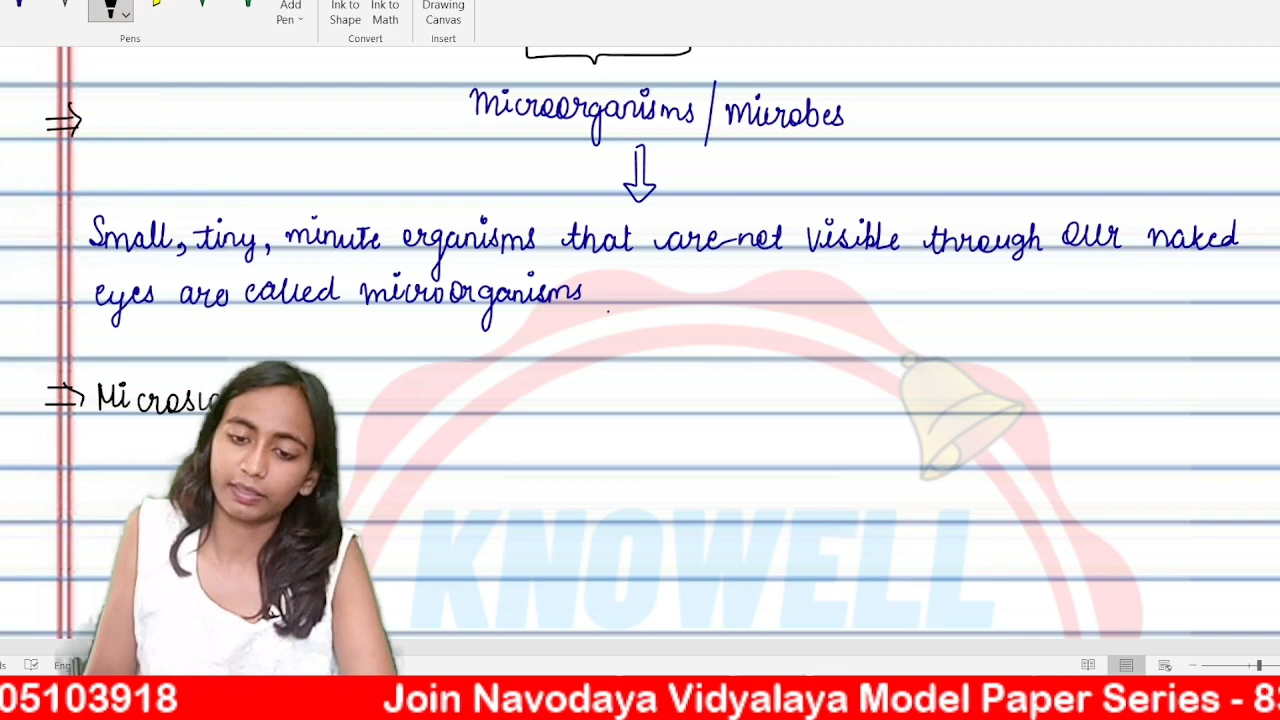 Add
Pen
Ink to
Shape
Ink to
Math
Drawing
Canvas
Pens
Convert
Insert
Microorganisms / Microbes
Small, tiny, minute organisms that are not visible through our naked
eyes are called microorganisms
KNOWELL
Eng
05103918 Join Navodaya Vidyalaya Model Paper Series - 8